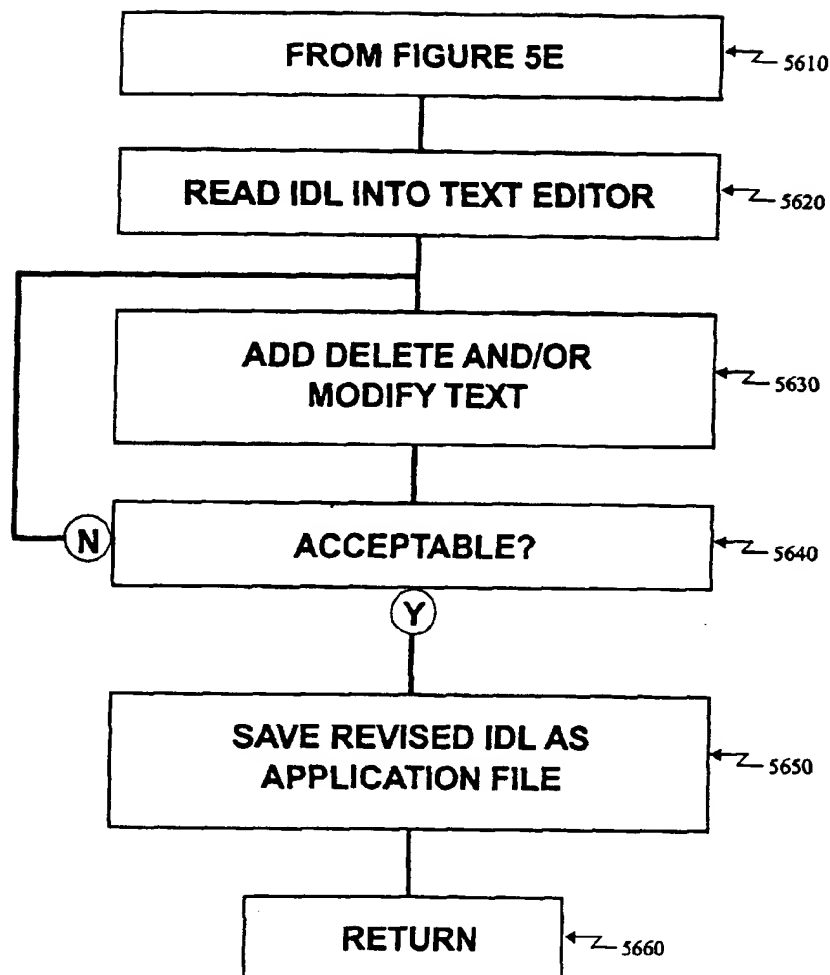 FROM FIGURE 5E
5610
READ IDL INTO TEXT EDITOR
5620
ADD DELETE AND/OR
MODIFY TEXT
5630
N
ACCEPTABLE?
5640
Y
SAVE REVISED IDL AS
APPLICATION FILE
5650
RETURN
5660